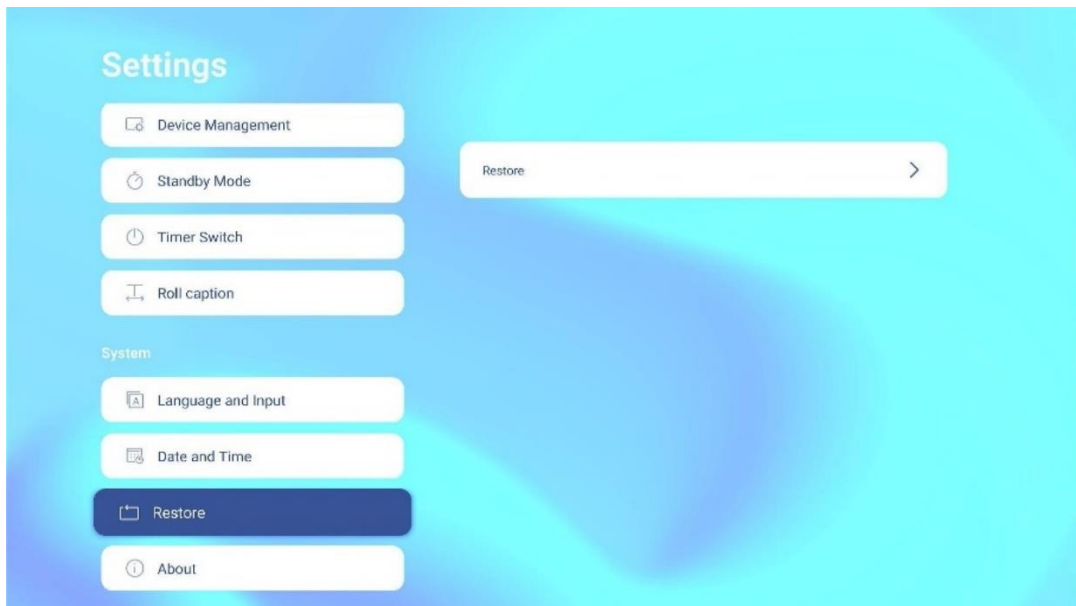 Settings
Device Management
Standby Mode
Timer Switch
Roll caption
System
Language and Input
Date and Time
Restore
About
Restore